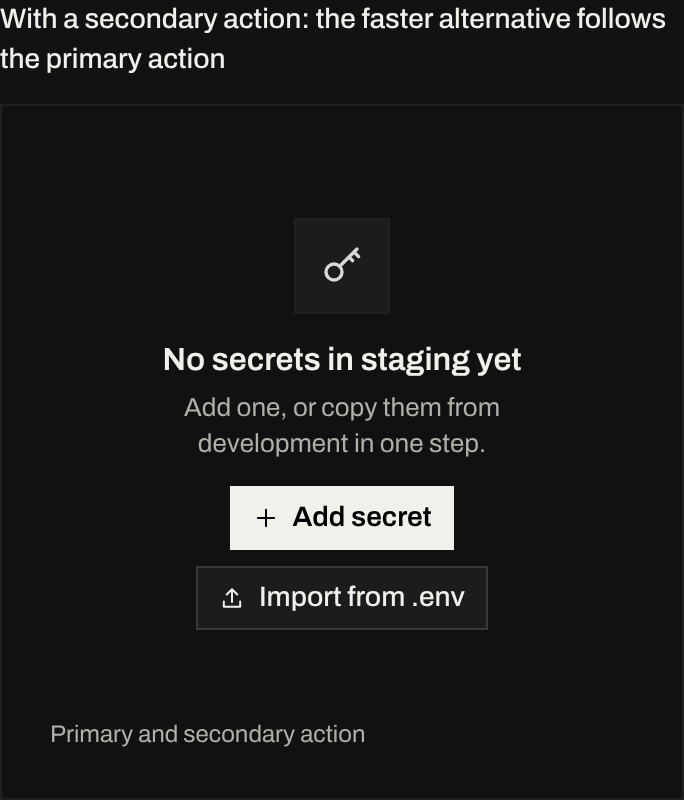 With a secondary action: the faster alternative follows
the primary action
No secrets in staging yet
Add one, or copy them from
development in one step.
Add secret
Import from .env
Primary and secondary action